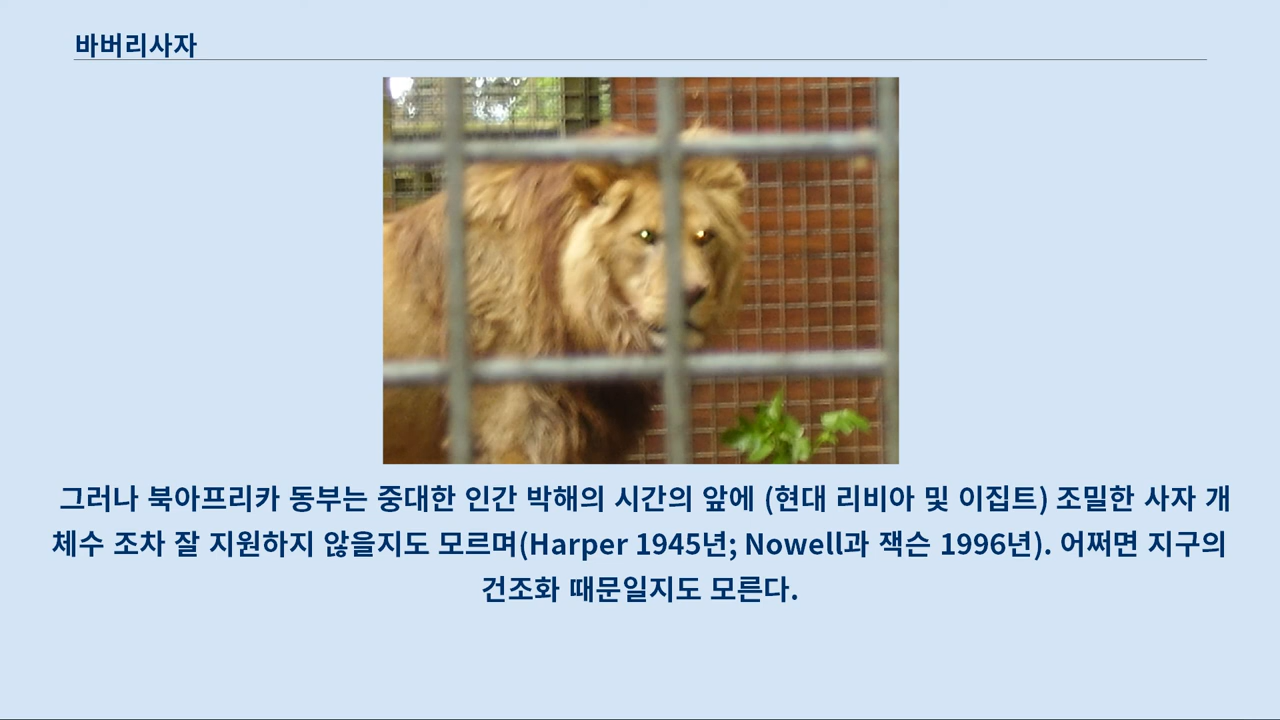 바버리사자
그러나 북아프리카 동부는 중대한 인간 박해의 시간의 앞에 (현대 리비아 및 이집트) 조밀한 사자 개
체수 조차 잘 지원하지 않을지도 모르며(Harper 1945년; Nowell과 잭슨 1996년). 어쩌면 지구의
건조화 때문일지도 모른다.